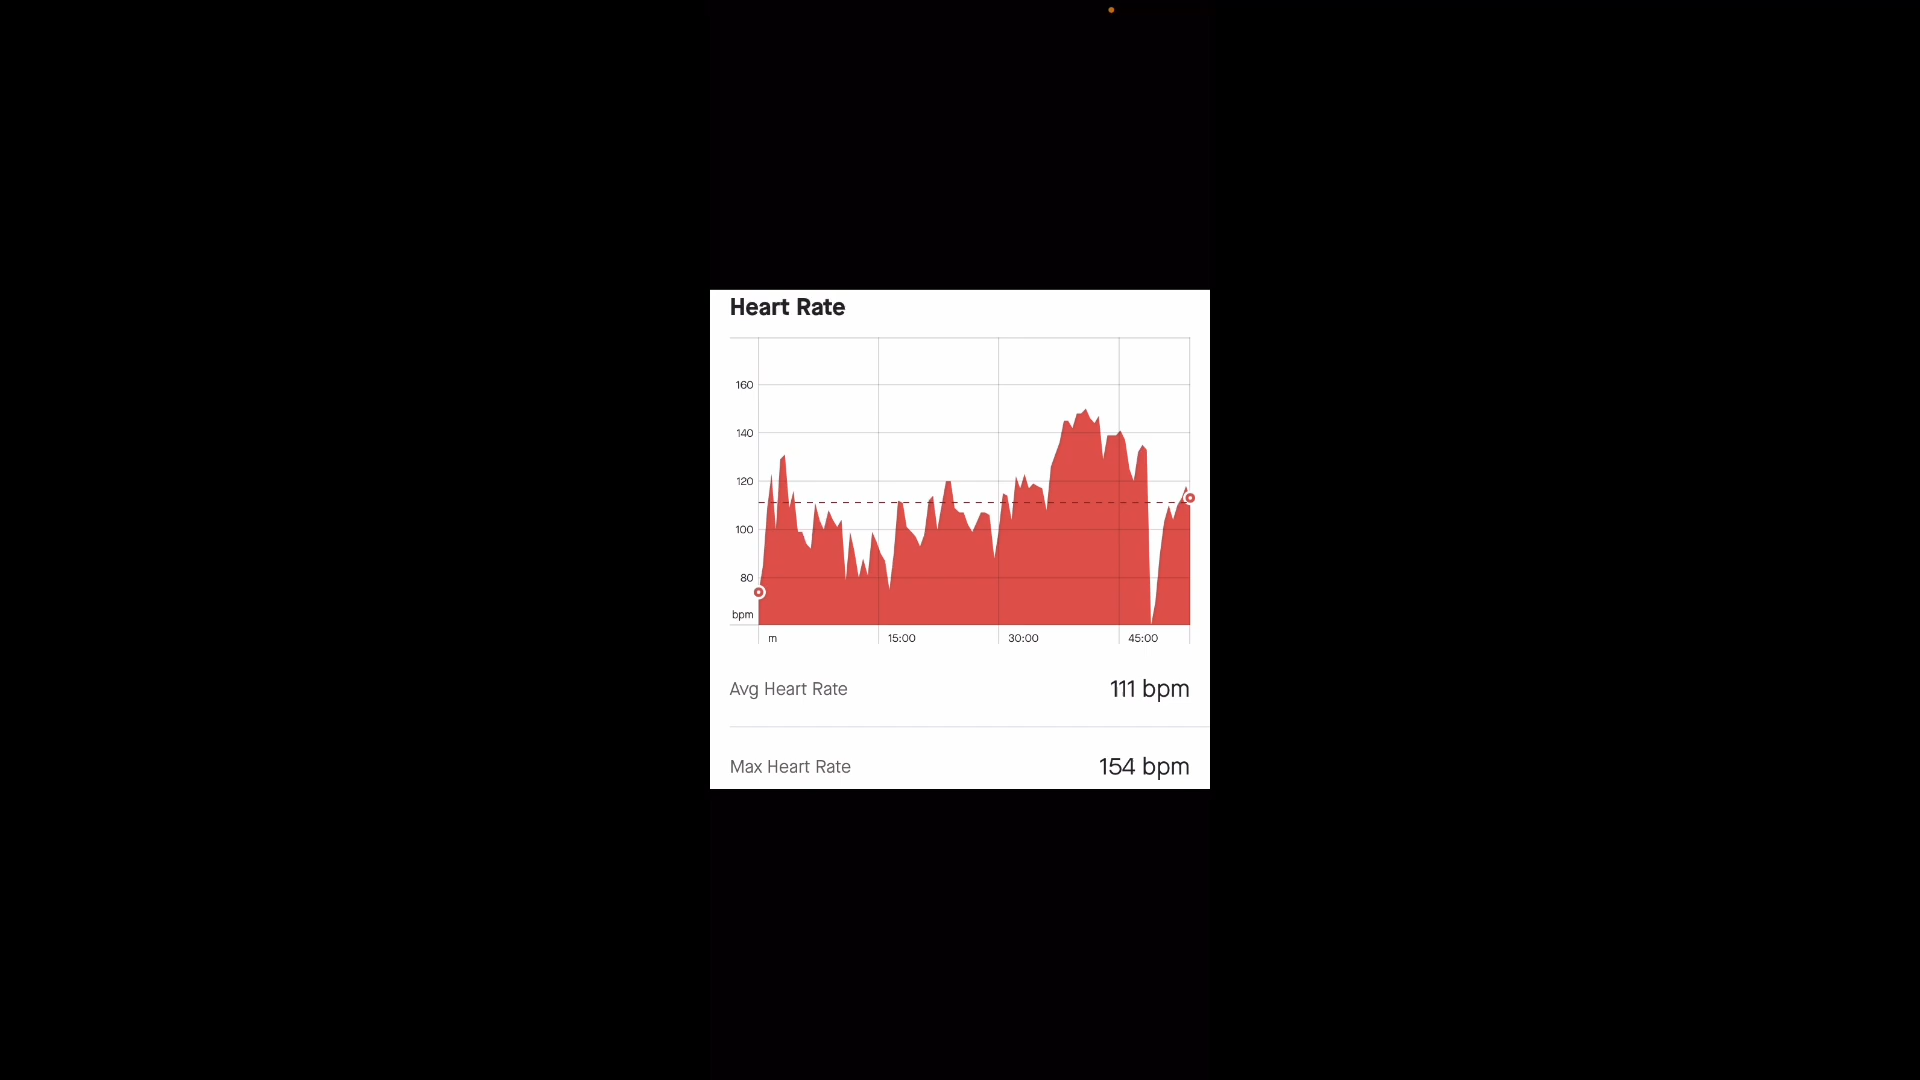 Heart Rate
160
140
120
100
80
bpm
m 15:00 30:00 45:00
Avg Heart Rate 111 bpm
Max Heart Rate 154 bpm